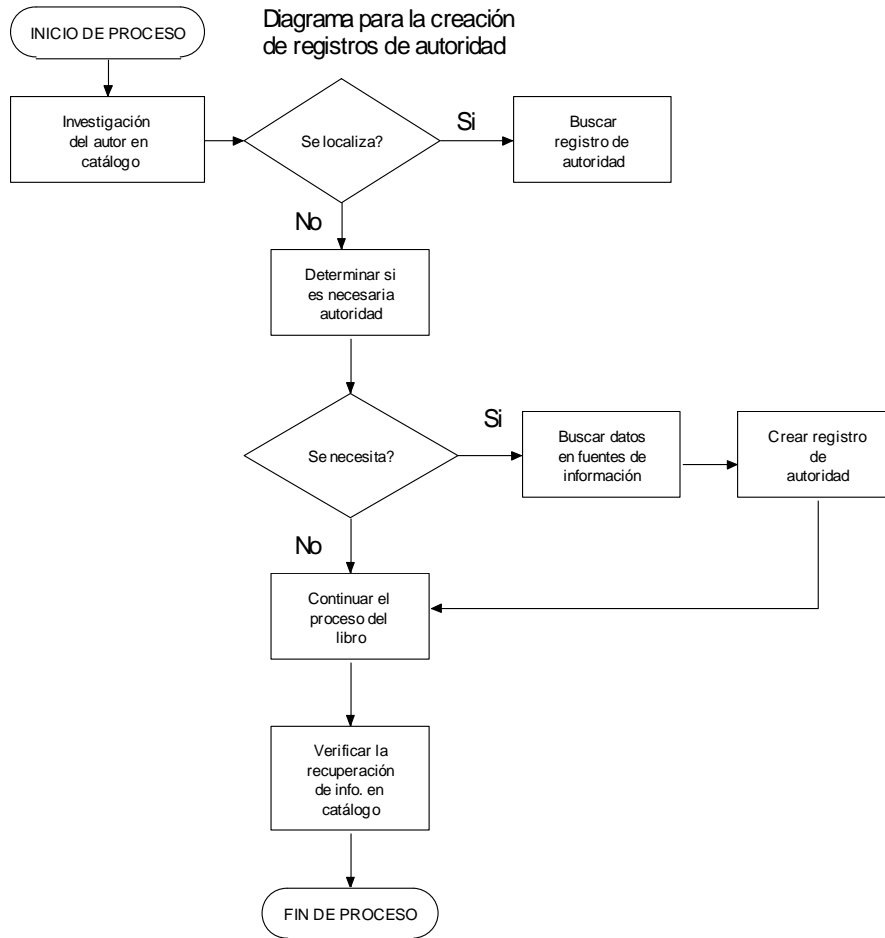 Diagrama para la creación
de registros de autoridad
INICIO DE PROCESO
Investigación
del autor en
catálogo
Se localiza?
Si
Buscar
registro de
autoridad
No
Determinar si
es necesaria
autoridad
Se necesita?
Si
Buscar datos
en fuentes de
información
Crear registro
de
autoridad
No
Continuar el
proceso del
libro
Verificar la
recuperación
de info. en
catálogo
FIN DE PROCESO